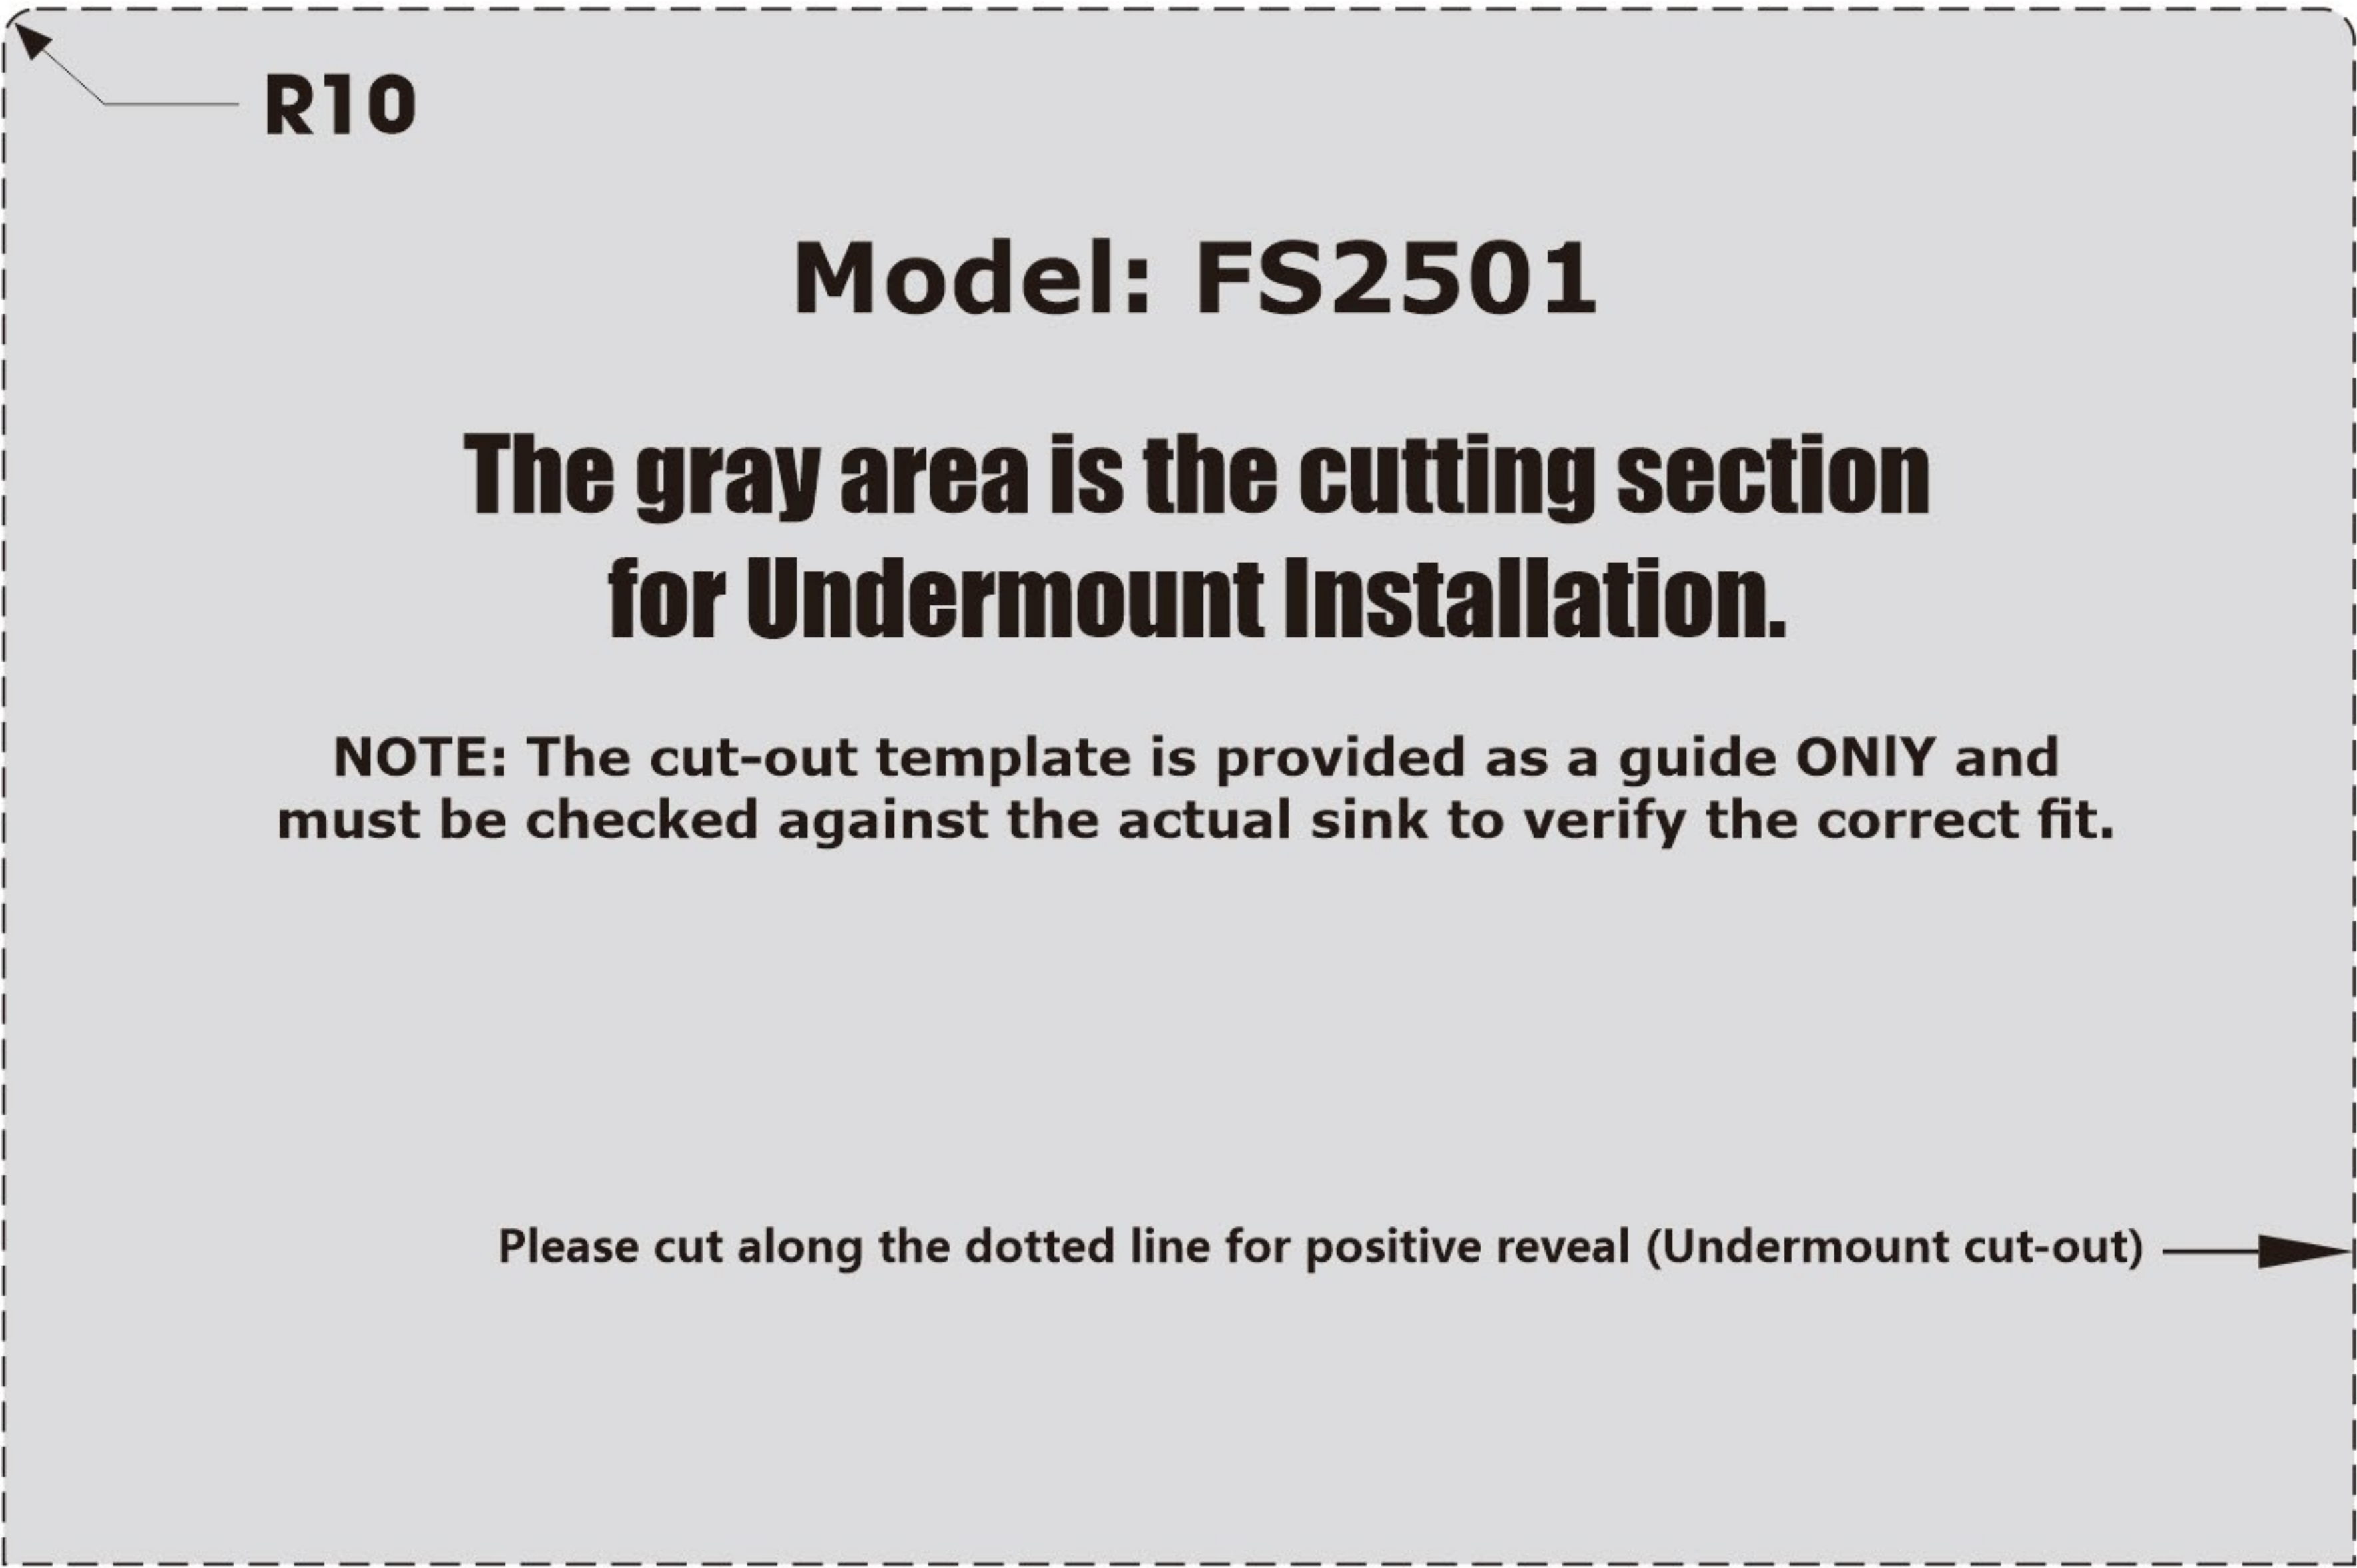 R10
Model: FS2501
The gray area is the cutting section
for Undermount Installation.
NOTE: The cut-out template is provided as a guide ONlY and
must be checked against the actual sink to verify the correct fit.
Please cut along the dotted line for positive reveal (Undermount cut-out)